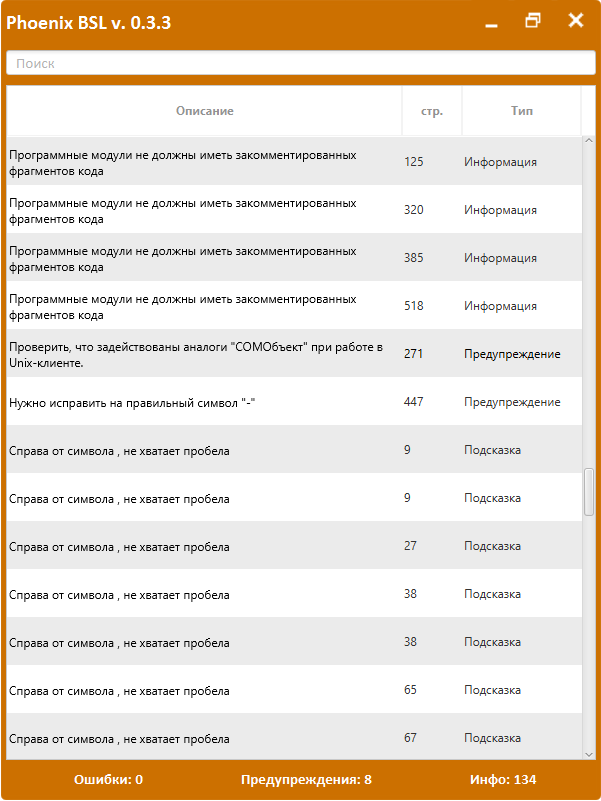 Phoenix BSL v. 0.3.3
Поиск
Описание стр. Тип
Программные модули не должны иметь закомментированных
фрагментов кода
125 Информация
Программные модули не должны иметь закомментированных
фрагментов кода
320 Информация
Программные модули не должны иметь закомментированных
фрагментов кода
385 Информация
Программные модули не должны иметь закомментированных
фрагментов кода
518 Информация
Проверить, что задействованы аналоги "COMОбъект" при работе в
Unix-клиенте.
271 Предупреждение
Нужно исправить на правильный символ "-" 447 Предупреждение
Справа от символа , не хватает пробела 9 Подсказка
Справа от символа , не хватает пробела 9 Подсказка
Справа от символа , не хватает пробела 27 Подсказка
Справа от символа , не хватает пробела 38 Подсказка
Справа от символа , не хватает пробела 38 Подсказка
Справа от символа , не хватает пробела 65 Подсказка
Справа от символа , не хватает пробела 67 Подсказка
Ошибки: 0 Предупреждения: 8 Инфо: 134